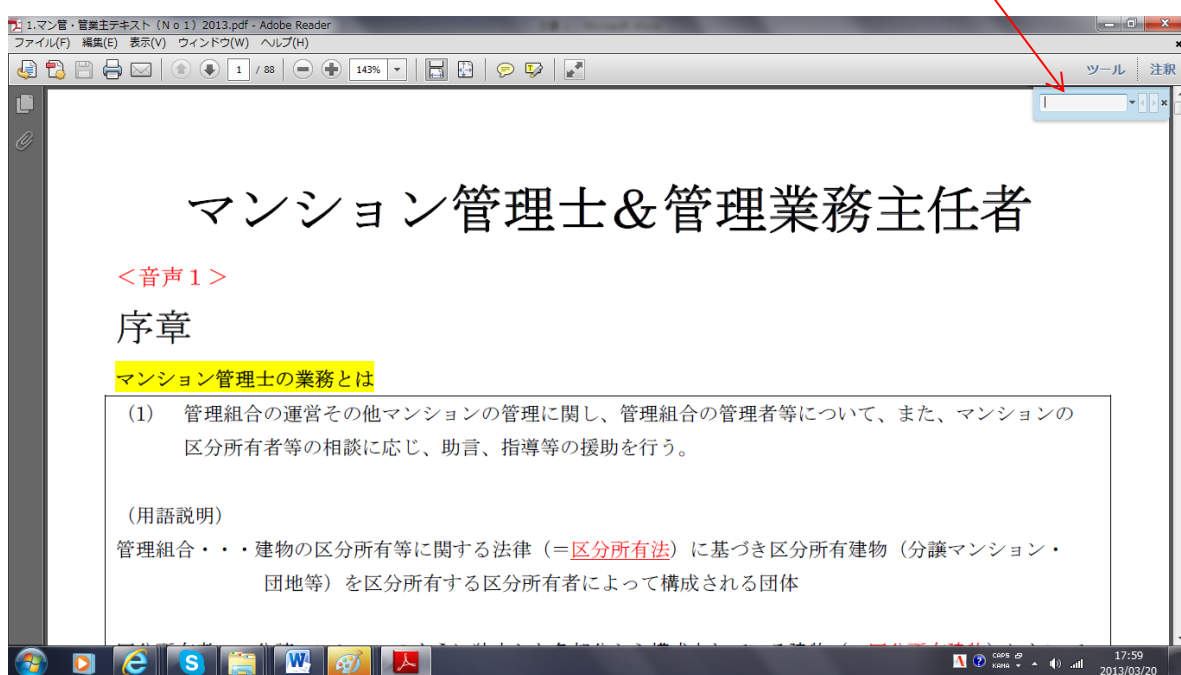 1.マン管・管業主テキスト（Ｎｏ１）2013.pdf - Adobe Reader
ファイル(F) 編集(E) 表示(V) ウィンドウ(W) ヘルプ(H)
1 / 88 143% ツール 注釈
マンション管理士＆管理業務主任者
＜音声１＞
序章
マンション管理士の業務とは
(1) 管理組合の運営その他マンションの管理に関し、管理組合の管理者等について、また、マンションの
区分所有者等の相談に応じ、助言、指導等の援助を行う。
（用語説明）
管理組合・・・建物の区分所有等に関する法律（＝区分所有法）に基づき区分所有建物（分譲マンション・
団地等）を区分所有する区分所有者によって構成される団体
CAPS
KANA
17:59
2013/03/20